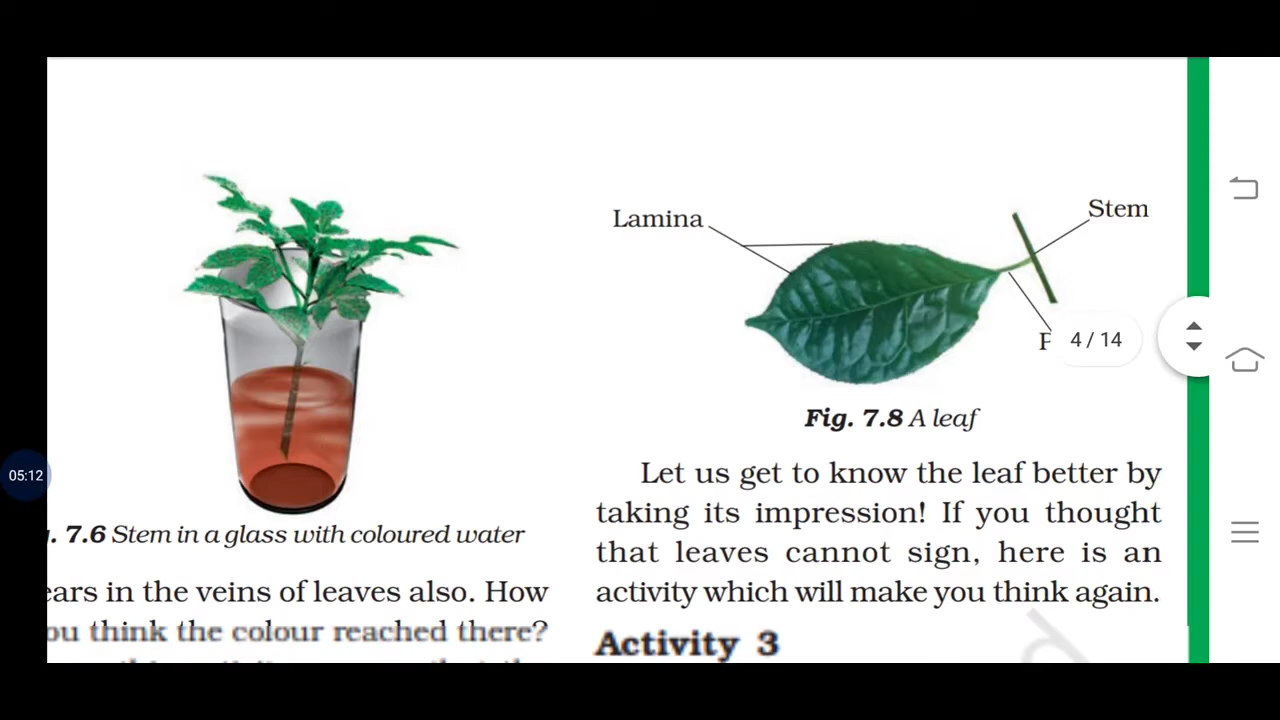 Fig. 7.6 Stem in a glass with coloured water
ears in the veins of leaves also. How
ou think the colour reached there?
Lamina
Stem
P
4 / 14
Fig. 7.8 A leaf
Let us get to know the leaf better by
taking its impression! If you thought
that leaves cannot sign, here is an
activity which will make you think again.
Activity 3
d
05:12